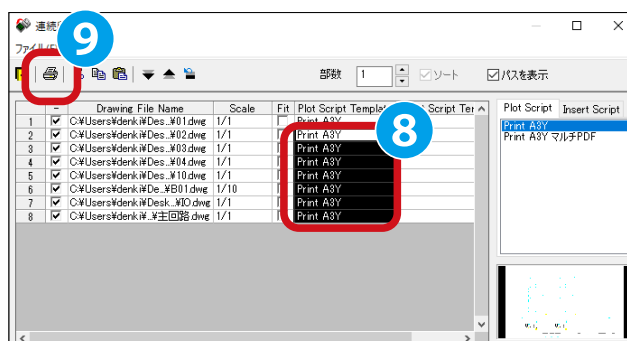 連続
ファイル(F)
9
部数 1 ソート パスを表示
Drawing File Name Scale Fit Plot Script Templat Script Ter
1 C:¥Users¥denki¥Des..¥01.dwg 1/1 Print A3Y
2 C:¥Users¥denki¥Des..¥02.dwg 1/1 Print A3Y
3 C:¥Users¥denki¥Des..¥03.dwg 1/1 Print A3Y
4 C:¥Users¥denki¥Des..¥04.dwg 1/1 Print A3Y
5 C:¥Users¥denki¥Des..¥10.dwg 1/1 Print A3Y
6 C:¥Users¥denki¥De..¥B01.dwg 1/10 Print A3Y
7 C:¥Users¥denki¥Desk..¥IO.dwg 1/1 Print A3Y
8 C:¥Users¥denki¥..¥主回路.dwg 1/1 Print A3Y
8
Plot Script Insert Script
Print A3Y
Print A3Y マルチPDF